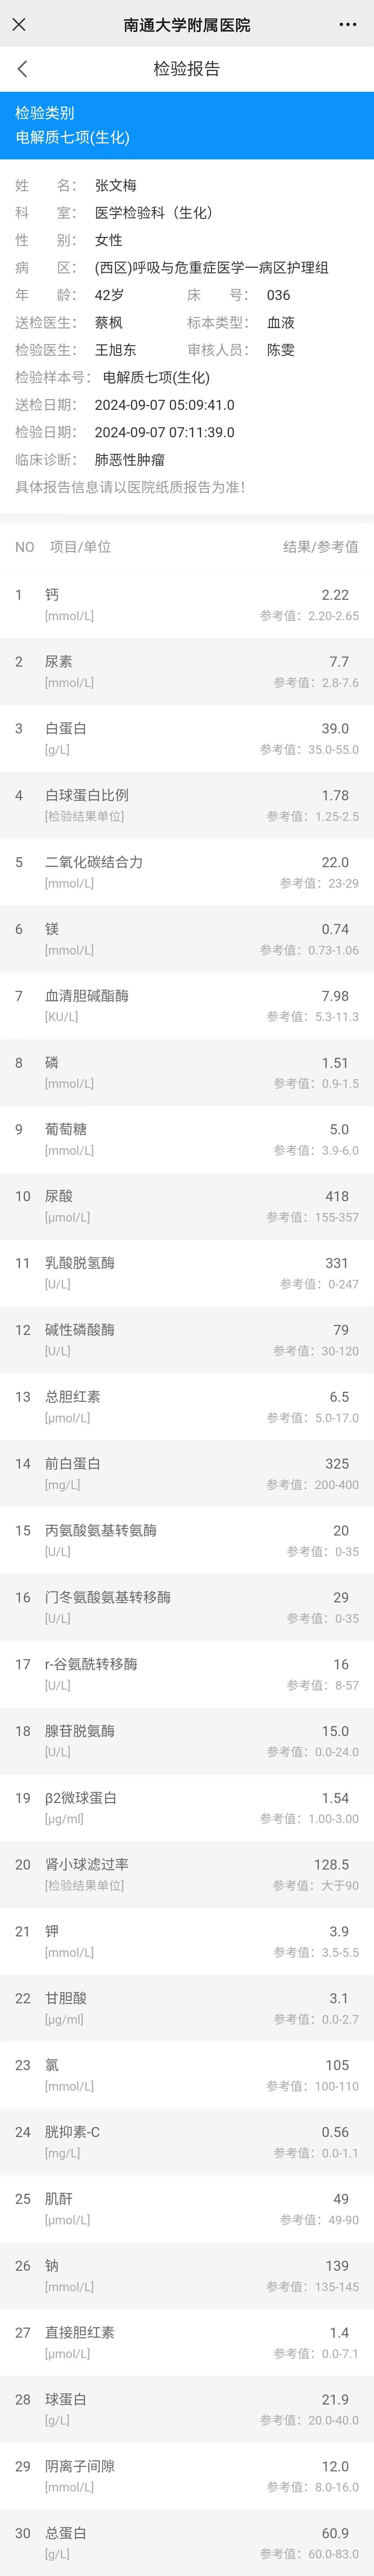 南通大学附属医院
检验报告
检验类别
电解质七项(生化)
姓 名： 张文梅
科 室： 医学检验科（生化）
性 别： 女性
病 区： (西区)呼吸与危重症医学一病区护理组
年 龄： 42岁 床 号： 036
送检医生： 蔡枫 标本类型： 血液
检验医生： 王旭东 审核人员： 陈雯
检验样本号： 电解质七项(生化)
送检日期： 2024-09-07 05:09:41.0
检验日期： 2024-09-07 07:11:39.0
临床诊断： 肺恶性肿瘤
具体报告信息请以医院纸质报告为准！
NO 项目/单位 结果/参考值
1 钙 2.22
[mmol/L] 参考值：2.20-2.65
2 尿素 7.7
[mmol/L] 参考值：2.8-7.6
3 白蛋白 39.0
[g/L] 参考值：35.0-55.0
4 白球蛋白比例 1.78
[检验结果单位] 参考值：1.25-2.5
5 二氧化碳结合力 22.0
[mmol/L] 参考值：23-29
6 镁 0.74
[mmol/L] 参考值：0.73-1.06
7 血清胆碱酯酶 7.98
[KU/L] 参考值：5.3-11.3
8 磷 1.51
[mmol/L] 参考值：0.9-1.5
9 葡萄糖 5.0
[mmol/L] 参考值：3.9-6.0
10 尿酸 418
[μmol/L] 参考值：155-357
11 乳酸脱氢酶 331
[U/L] 参考值：0-247
12 碱性磷酸酶 79
[U/L] 参考值：30-120
13 总胆红素 6.5
[μmol/L] 参考值：5.0-17.0
14 前白蛋白 325
[mg/L] 参考值：200-400
15 丙氨酸氨基转氨酶 20
[U/L] 参考值：0-35
16 门冬氨酸氨基转移酶 29
[U/L] 参考值：0-35
17 r-谷氨酰转移酶 16
[U/L] 参考值：8-57
18 腺苷脱氨酶 15.0
[U/L] 参考值：0.0-24.0
19 β2微球蛋白 1.54
[μg/ml] 参考值：1.00-3.00
20 肾小球滤过率 128.5
[检验结果单位] 参考值：大于90
21 钾 3.9
[mmol/L] 参考值：3.5-5.5
22 甘胆酸 3.1
[μg/ml] 参考值：0.0-2.7
23 氯 105
[mmol/L] 参考值：100-110
24 胱抑素-C 0.56
[mg/L] 参考值：0.0-1.1
25 肌酐 49
[μmol/L] 参考值：49-90
26 钠 139
[mmol/L] 参考值：135-145
27 直接胆红素 1.4
[μmol/L] 参考值：0.0-7.1
28 球蛋白 21.9
[g/L] 参考值：20.0-40.0
29 阴离子间隙 12.0
[mmol/L] 参考值：8.0-16.0
30 总蛋白 60.9
[g/L] 参考值：60.0-83.0